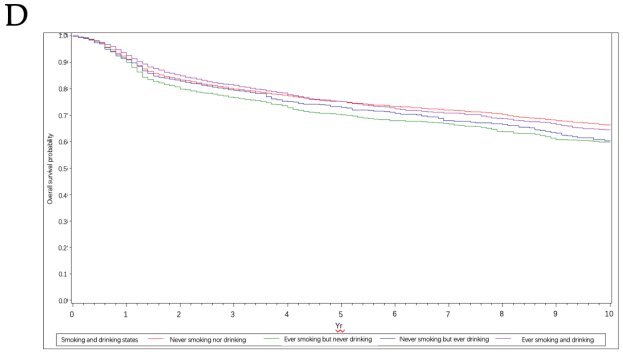 D
1.0
0.9
0.8
0.7
0.6
0.5
0.4
0.3
0.2
0.1
0.0
Overall survival probability
0 1 2 3 4 5 6 7 8 9 10
Yr
Smoking and drinking states Never smoking nor drinking Ever smoking but never drinking Never smoking but ever drinking Ever smoking and drinking